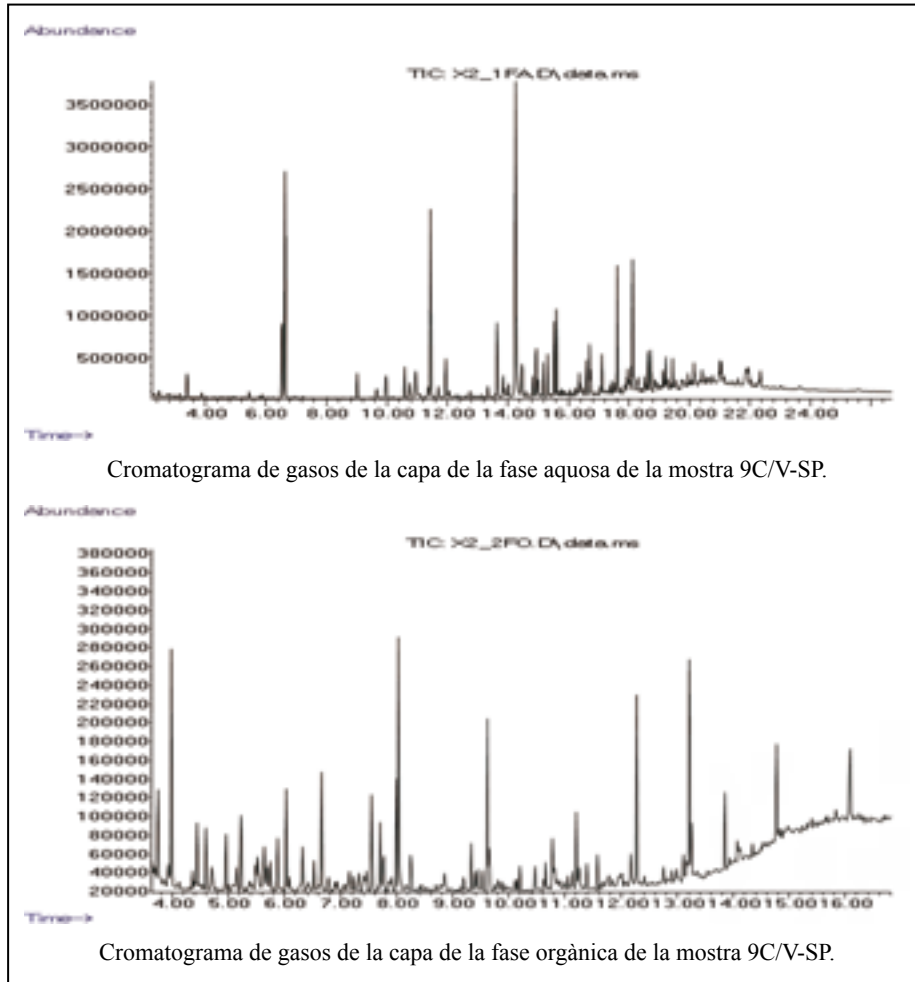 Abundance
TIC: X2_1FA.D\data.ms
3500000
3000000
2500000
2000000
1500000
1000000
500000
4.00 6.00 8.00 10.00 12.00 14.00 16.00 18.00 20.00 22.00 24.00
Time-->
Cromatograma de gasos de la capa de la fase aquosa de la mostra 9C/V-SP.
Abundance
TIC: X2_2FO.D\data.ms
380000
360000
340000
320000
300000
280000
260000
240000
220000
200000
180000
160000
140000
120000
100000
80000
60000
40000
20000
4.00 5.00 6.00 7.00 8.00 9.00 10.00 11.00 12.00 13.00 14.00 15.00 16.00
Time-->
Cromatograma de gasos de la capa de la fase orgànica de la mostra 9C/V-SP.